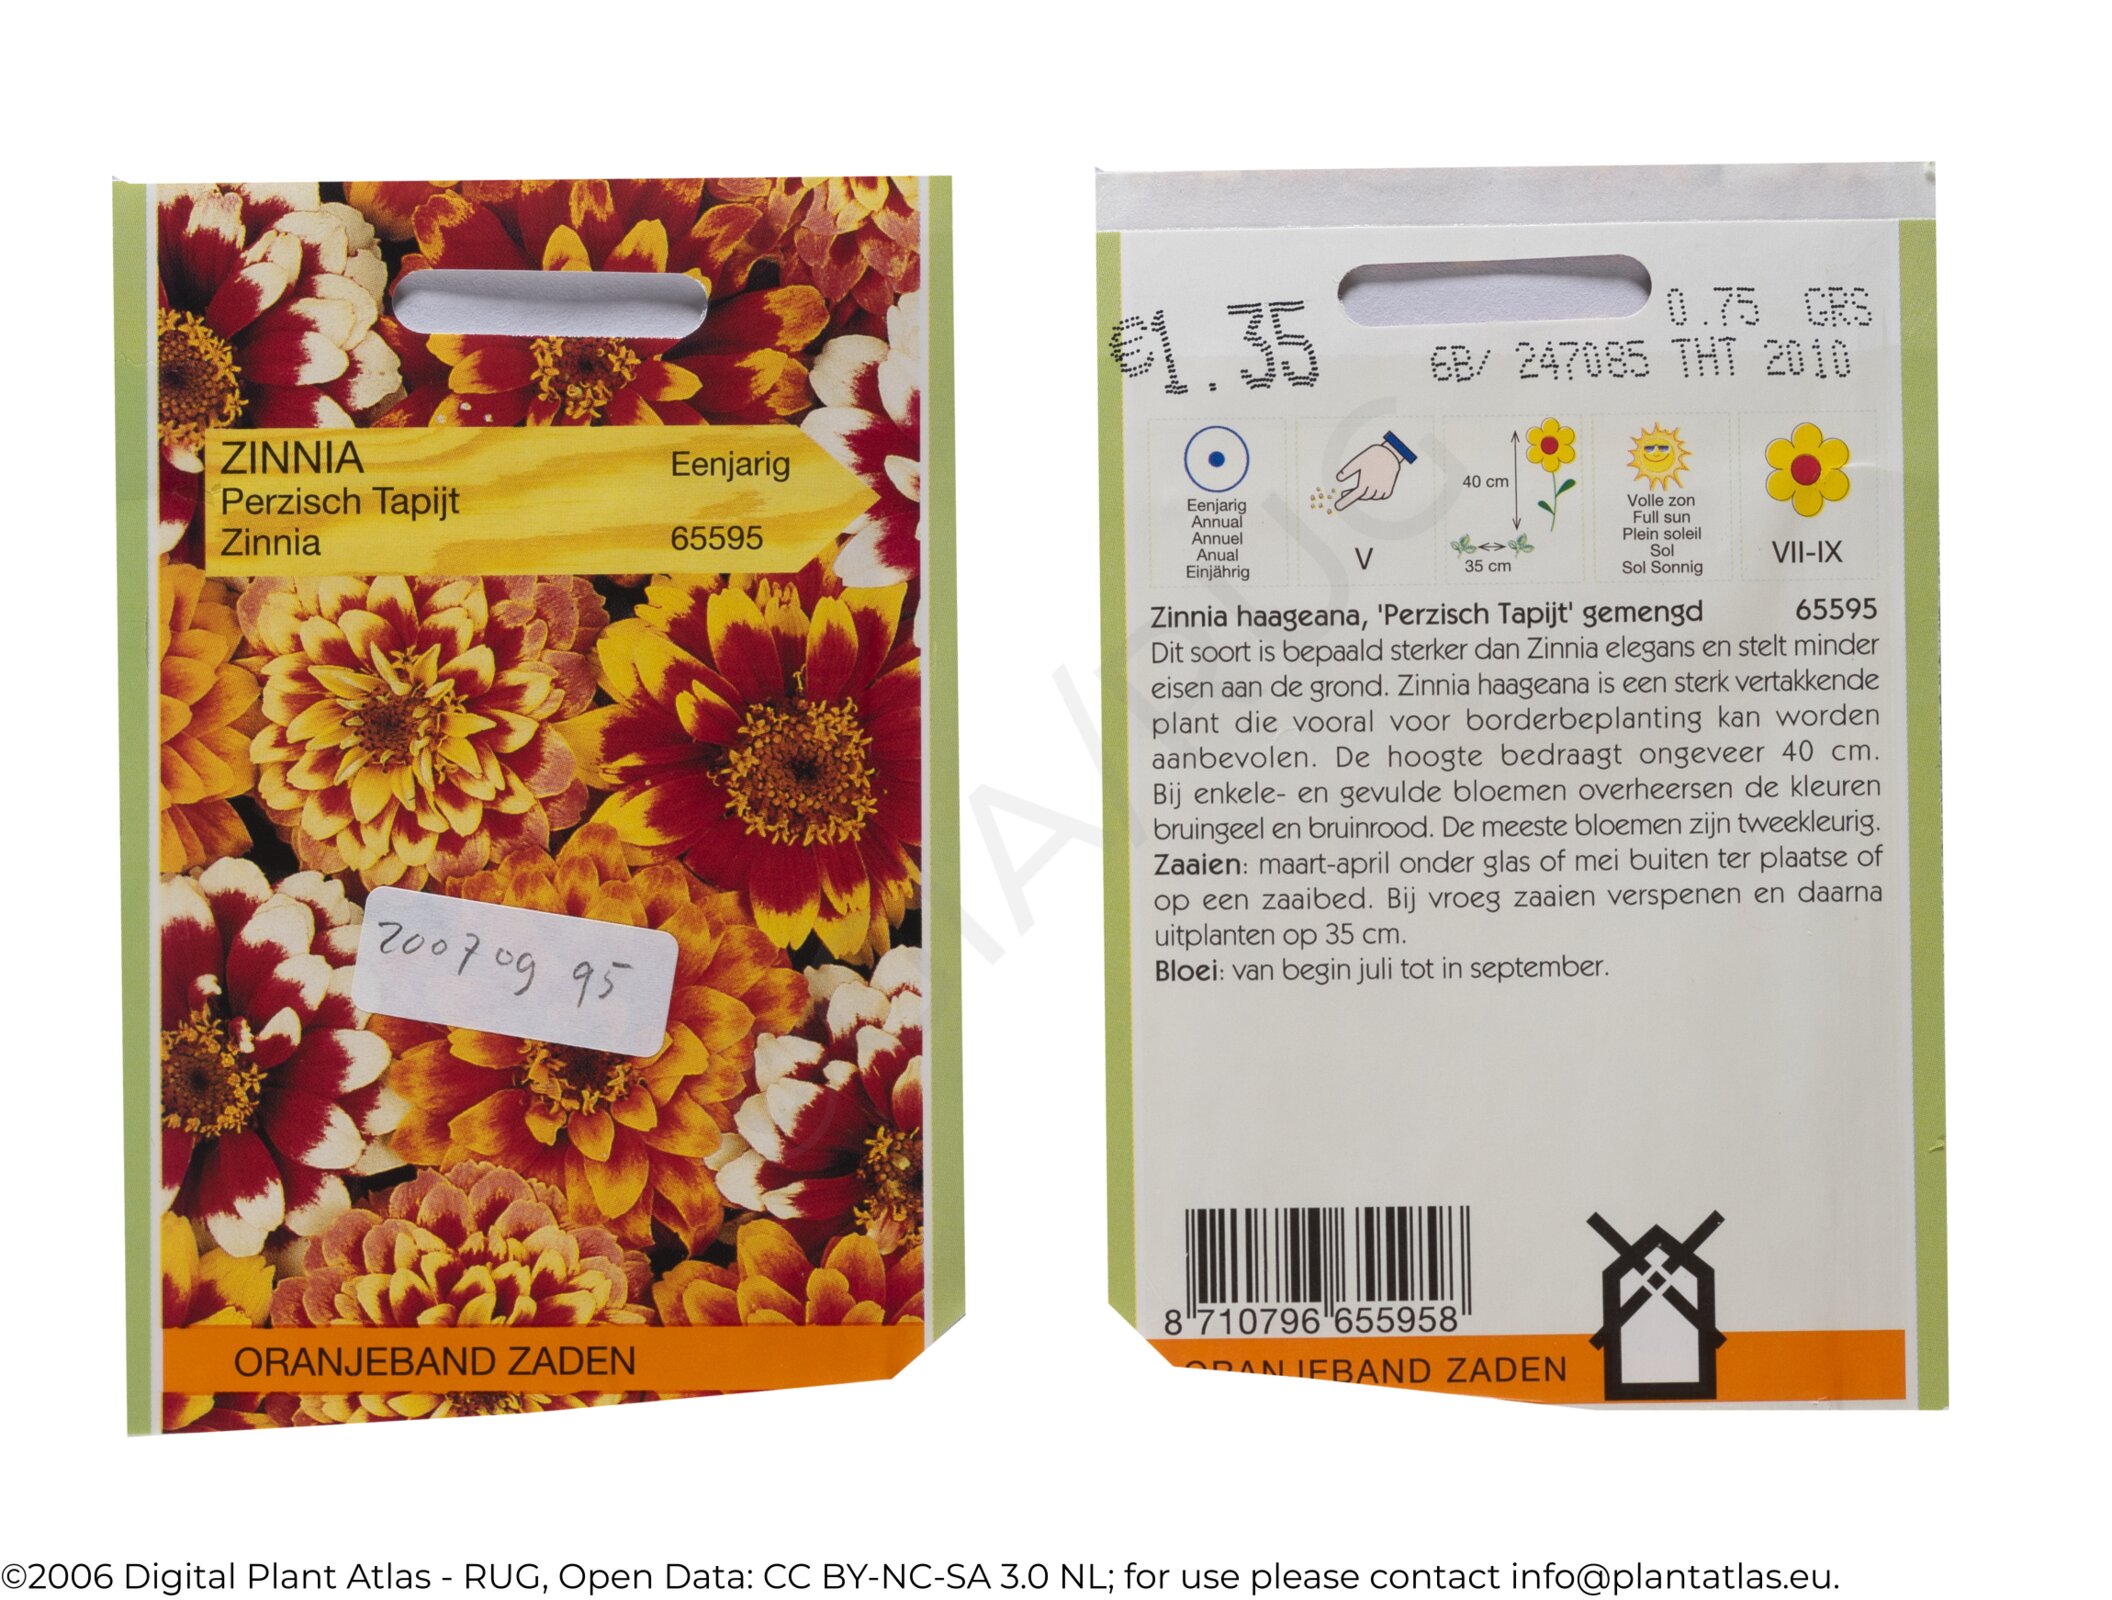 ZINNIA
Perzisch Tapijt
Zinnia
Eenjarig
65595
20070995
ORANJEBAND ZADEN
€1.35
0.75 GRS
6B/ 247085 THT 2010
Eenjarig
Annual
Annuel
Anual
Einjährig
V
40 cm
35 cm
Volle zon
Full sun
Plein soleil
Sol
Sol Sonnig
VII-IX
Zinnia haageana, 'Perzisch Tapijt' gemengd 65595
Dit soort is bepaald sterker dan Zinnia elegans en stelt minder
eisen aan de grond. Zinnia haageana is een sterk vertakkende
plant die vooral voor borderbeplanting kan worden
aanbevolen. De hoogte bedraagt ongeveer 40 cm.
Bij enkele- en gevulde bloemen overheersen de kleuren
bruingeel en bruinrood. De meeste bloemen zijn tweekleurig.
Zaaien: maart-april onder glas of mei buiten ter plaatse of
op een zaaibed. Bij vroeg zaaien verspenen en daarna
uitplanten op 35 cm.
Bloei: van begin juli tot in september.
8 710796 655958
ORANJEBAND ZADEN
©2006 Digital Plant Atlas - RUG, Open Data: CC BY-NC-SA 3.0 NL; for use please contact info@plantatlas.eu.